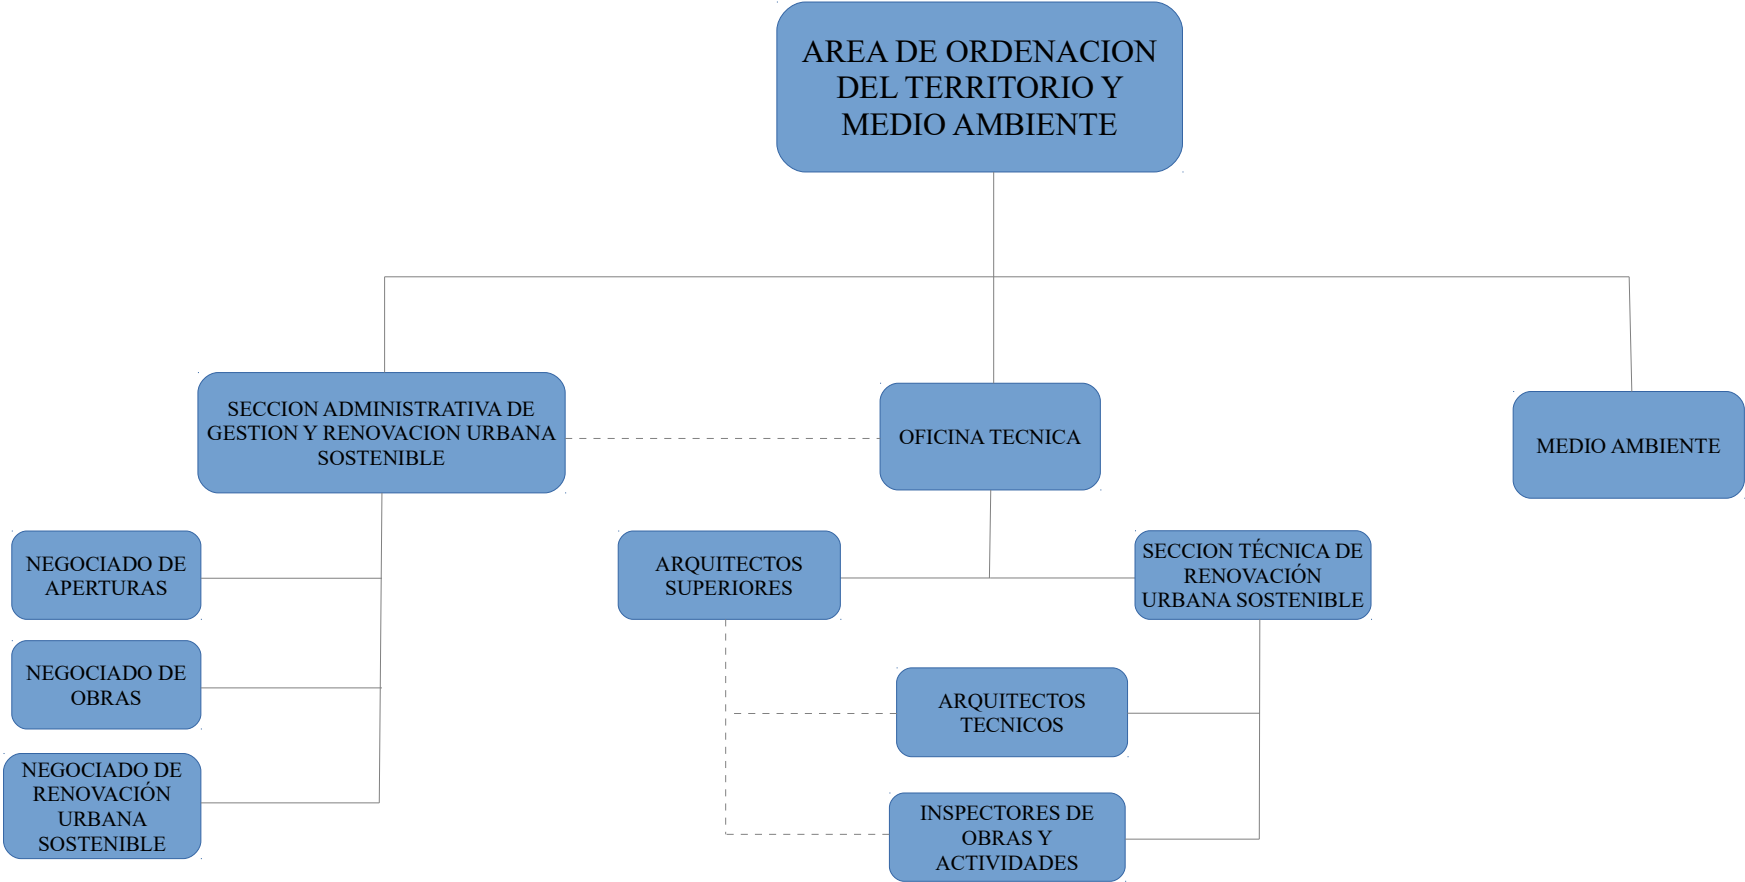 AREA DE ORDENACION
DEL TERRITORIO Y
MEDIO AMBIENTE
SECCION ADMINISTRATIVA DE
GESTION Y RENOVACION URBANA
SOSTENIBLE
OFICINA TECNICA
MEDIO AMBIENTE
NEGOCIADO DE
APERTURAS
ARQUITECTOS
SUPERIORES
SECCION TÉCNICA DE
RENOVACIÓN
URBANA SOSTENIBLE
NEGOCIADO DE
OBRAS
ARQUITECTOS
TECNICOS
NEGOCIADO DE
RENOVACIÓN
URBANA
SOSTENIBLE
INSPECTORES DE
OBRAS Y
ACTIVIDADES